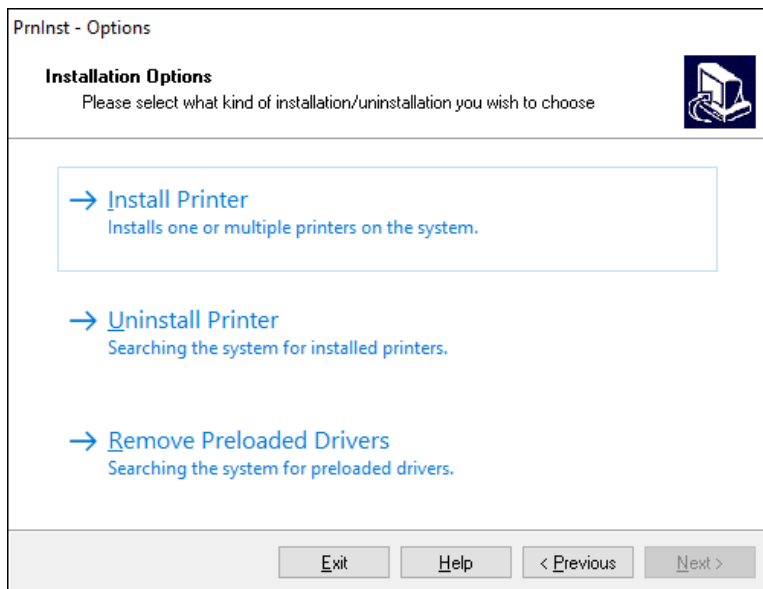 PrnInst - Options
Installation Options
Please select what kind of installation/uninstallation you wish to choose
Install Printer
Installs one or multiple printers on the system.
Uninstall Printer
Searching the system for installed printers.
Remove Preloaded Drivers
Searching the system for preloaded drivers.
Exit Help < Previous Next >